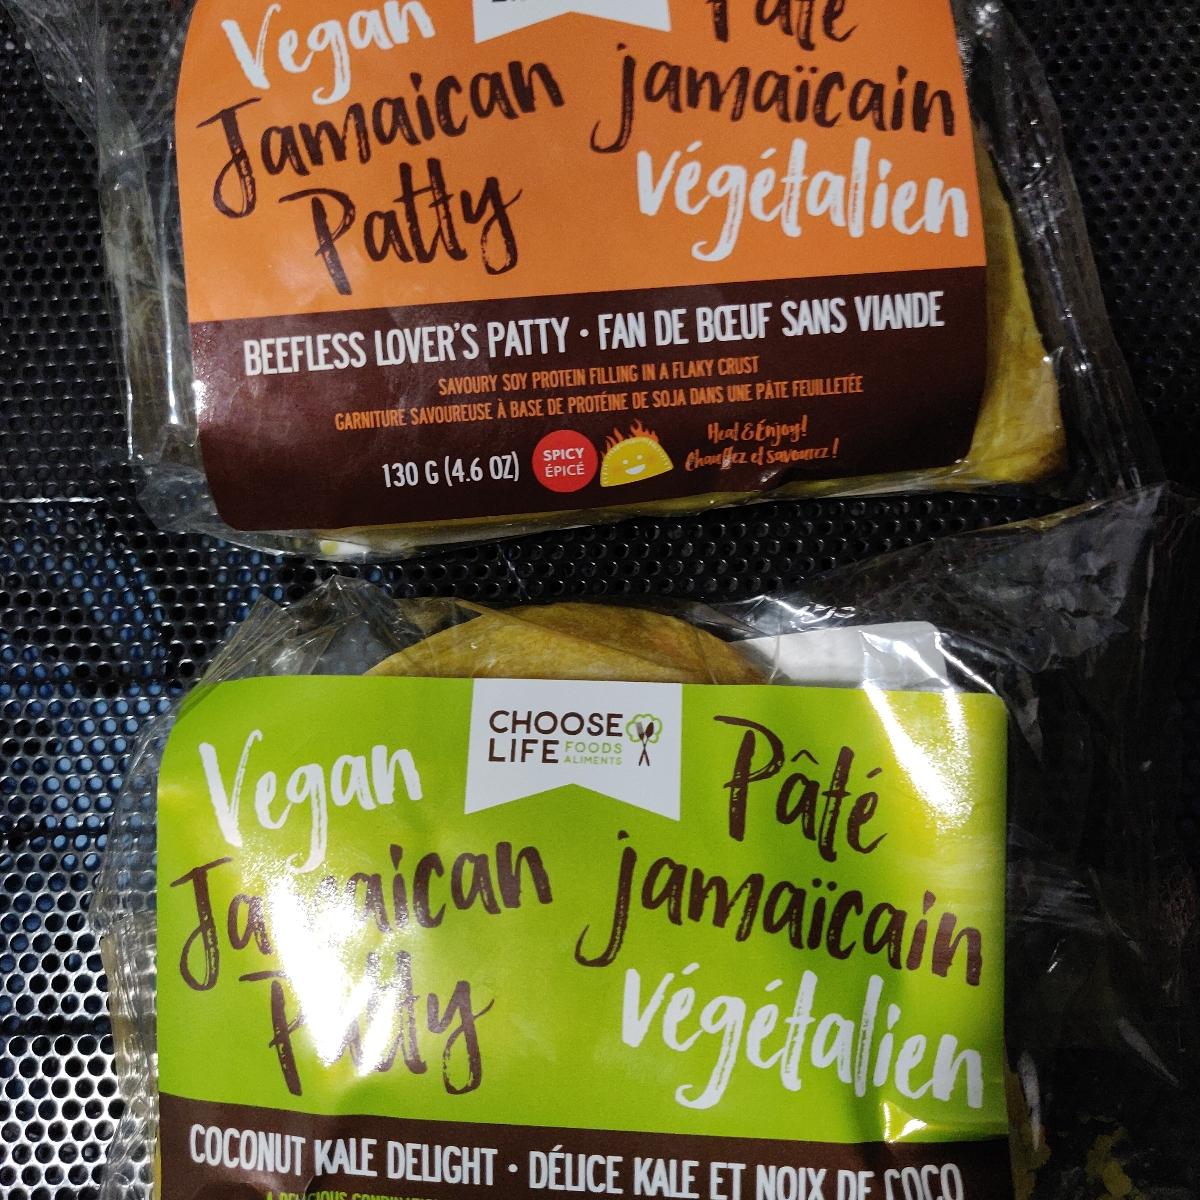 Vegan
Jamaican
Patty
Pâté
jamaïcain
végétalien
BEEFLESS LOVER'S PATTY • FAN DE BŒUF SANS VIANDE
SAVOURY SOY PROTEIN FILLING IN A FLAKY CRUST
GARNITURE SAVOUREUSE À BASE DE PROTÉINE DE SOJA DANS UNE PÂTE FEUILLETÉE
130 G (4.6 OZ)
SPICY
ÉPICÉ
Heat & Enjoy!
Chauffez et savourez !
CHOOSE
LIFE FOODS
ALIMENTS
Vegan
Jamaican
Patty
Pâté
jamaïcain
végétalien
COCONUT KALE DELIGHT • DÉLICE KALE ET NOIX DE COCO
A DELICIOUS